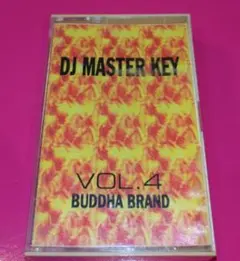 DJ MASTER KEY
VOL.4
BUDDHA BRAND